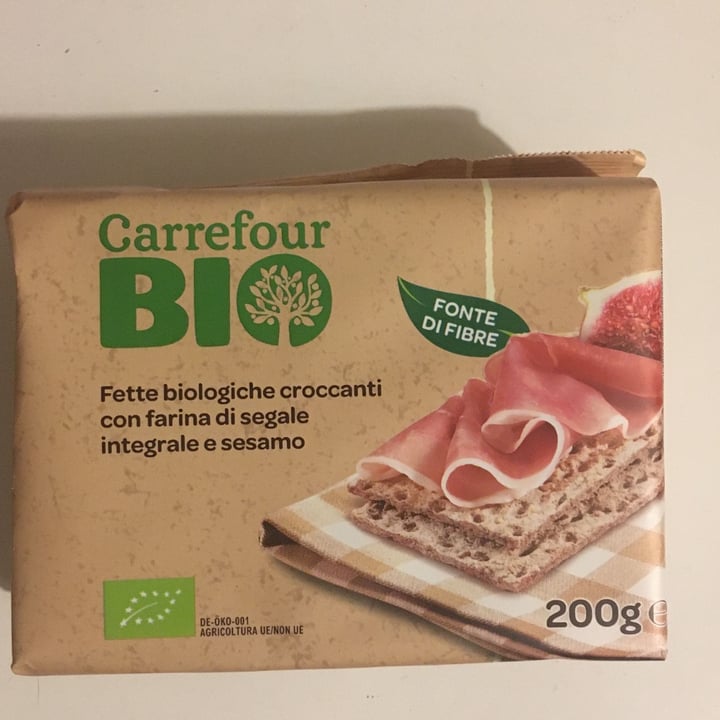 Carrefour
BIO
FONTE
DI FIBRE
Fette biologiche croccanti
con farina di segale
integrale e sesamo
DE-ÖKO-001
AGRICOLTURA UE/NON UE
200g e